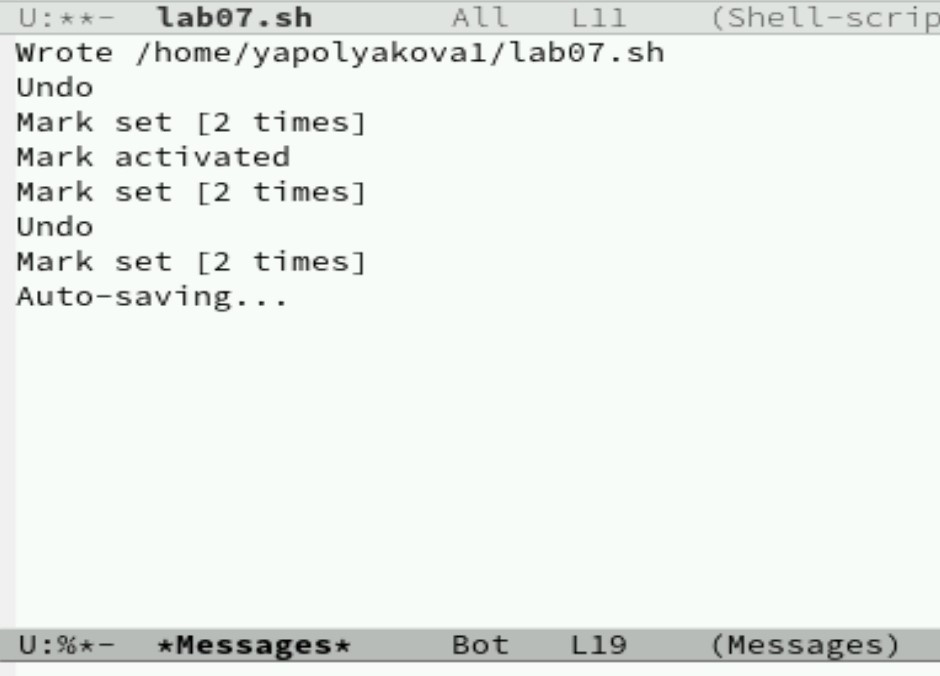 U:**-  lab07.sh       All   L11    (Shell-scrip
Wrote /home/yapolyakova1/lab07.sh
Undo
Mark set [2 times]
Mark activated
Mark set [2 times]
Undo
Mark set [2 times]
Auto-saving...
U:%*-  *Messages*     Bot   L19    (Messages)